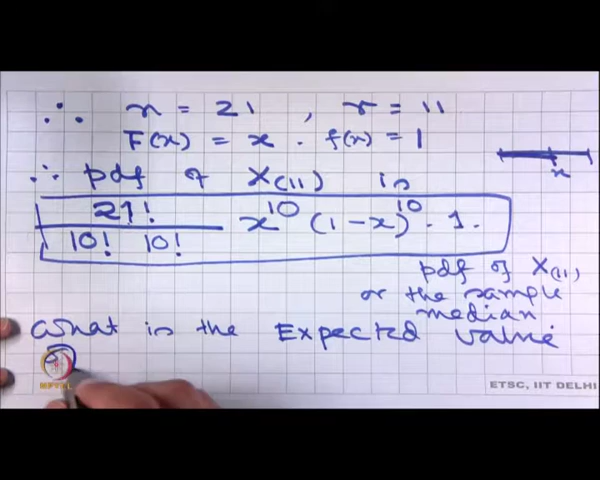 ∴ n = 21 , r = 11
F(x) = x . f(x) = 1
x
∴ pdf of X(11) is
21!
10! 10! x^10 (1-x)^10 . 1.
pdf of X(11)
or the sample
median
What is the Expected value
NPTEL
ETSC, IIT DELHI